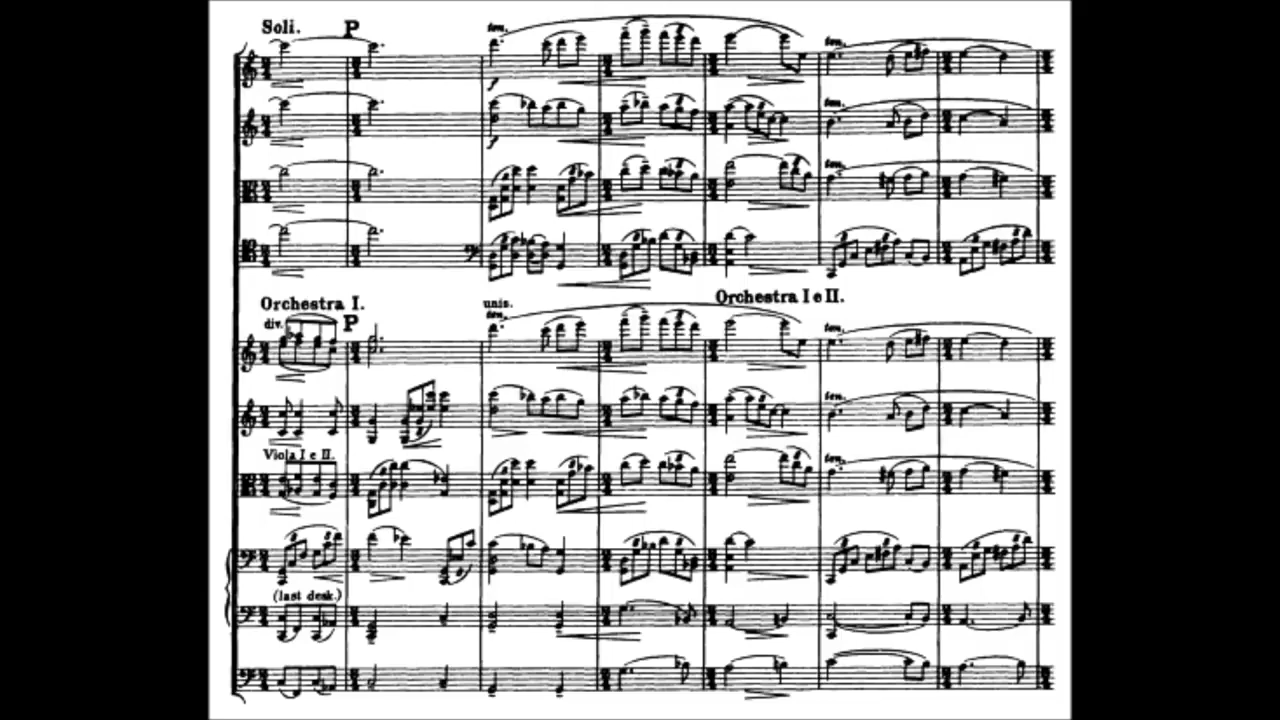 Soli. P
ten. ten.
f
ten.
f
ten.
Orchestra I. unis. Orchestra I e II.
div. P ten. ten.
ten.
Viola I e II. ten.
(last desk.)